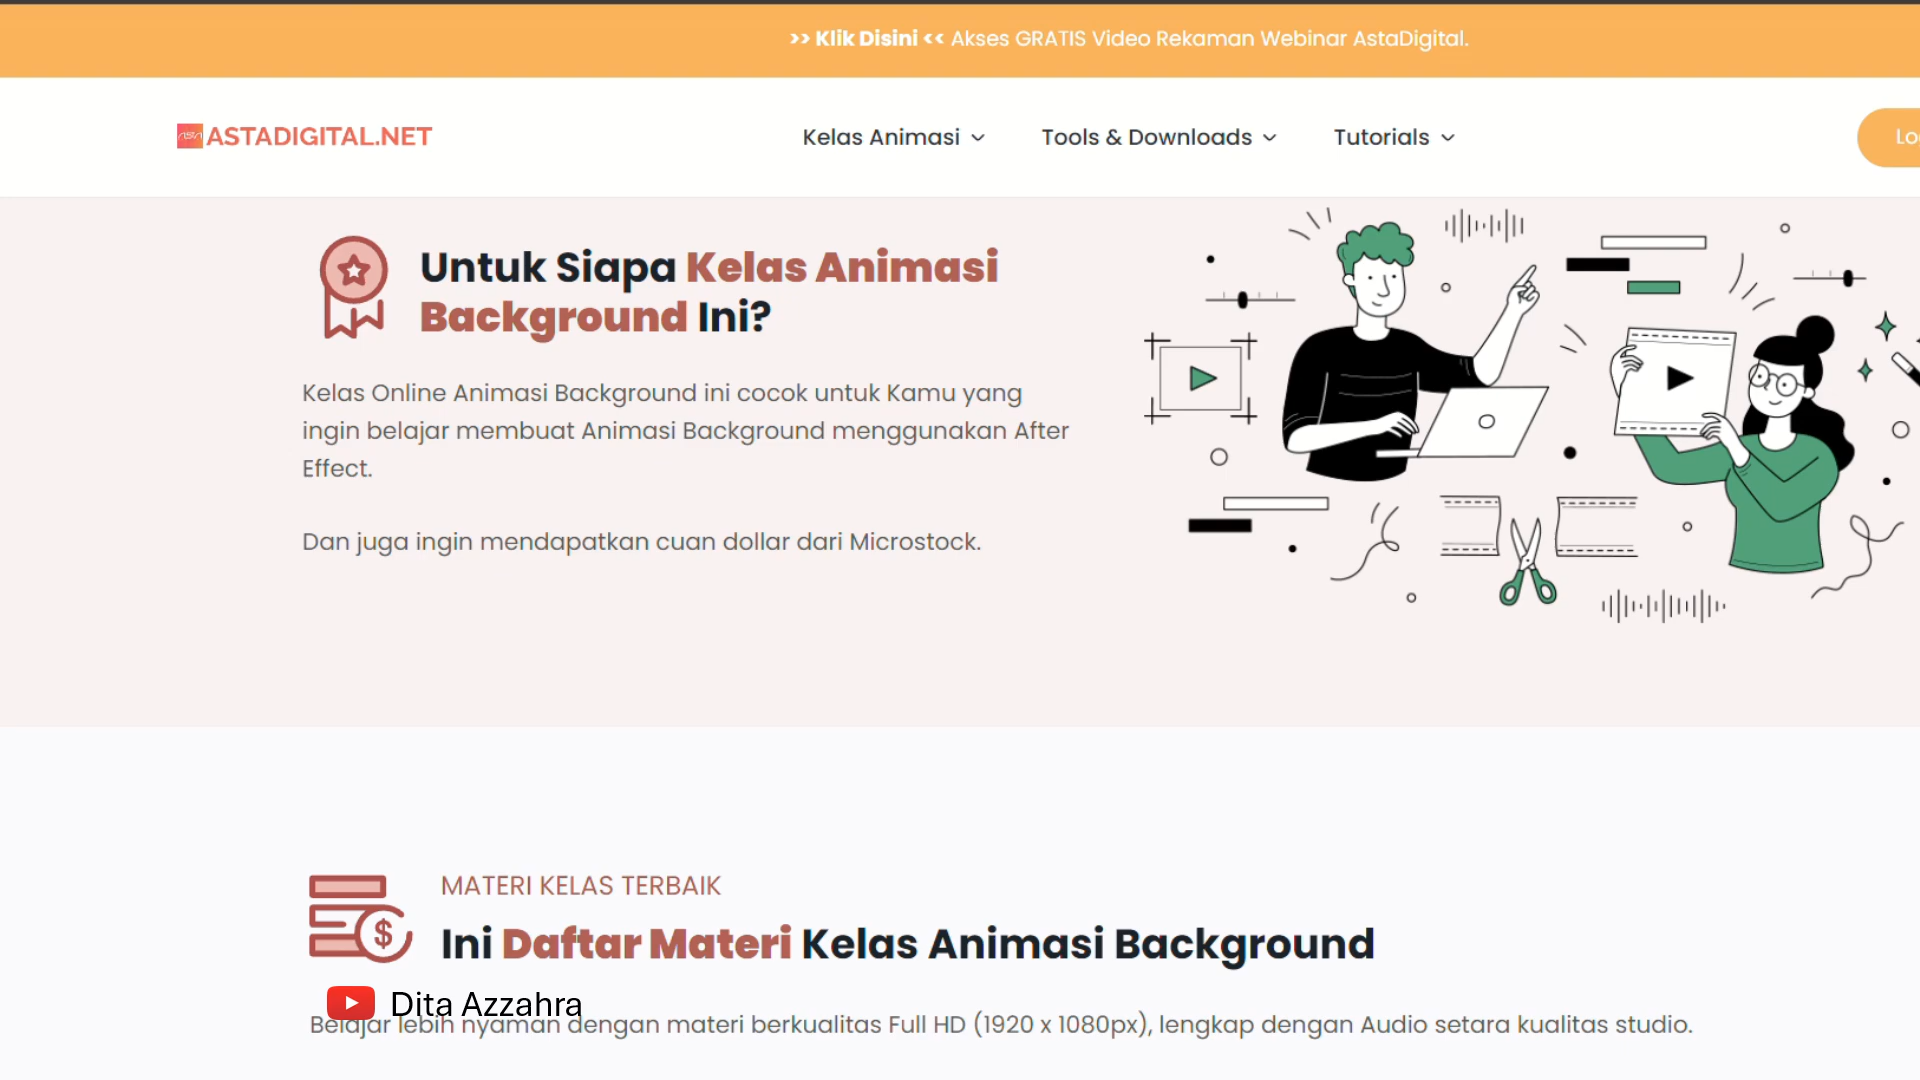 >> Klik Disini << Akses GRATIS Video Rekaman Webinar AstaDigital.
ASTADIGITAL.NET
Kelas Animasi
Tools & Downloads
Tutorials
Untuk Siapa Kelas Animasi
Background Ini?
Kelas Online Animasi Background ini cocok untuk Kamu yang
ingin belajar membuat Animasi Background menggunakan After
Effect.
Dan juga ingin mendapatkan cuan dollar dari Microstock.
MATERI KELAS TERBAIK
Ini Daftar Materi Kelas Animasi Background
Dita Azzahra
Belajar lebih nyaman dengan materi berkualitas Full HD (1920 x 1080px), lengkap dengan Audio setara kualitas studio.